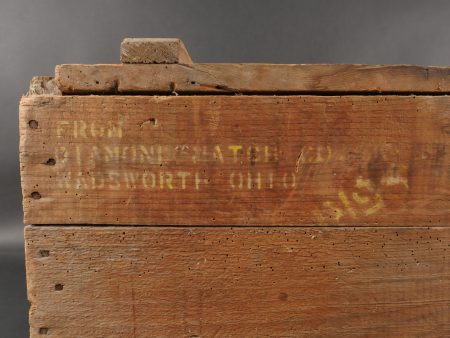 FROM
DIAMOND MATCH CO.
WADSWORTH OHIO